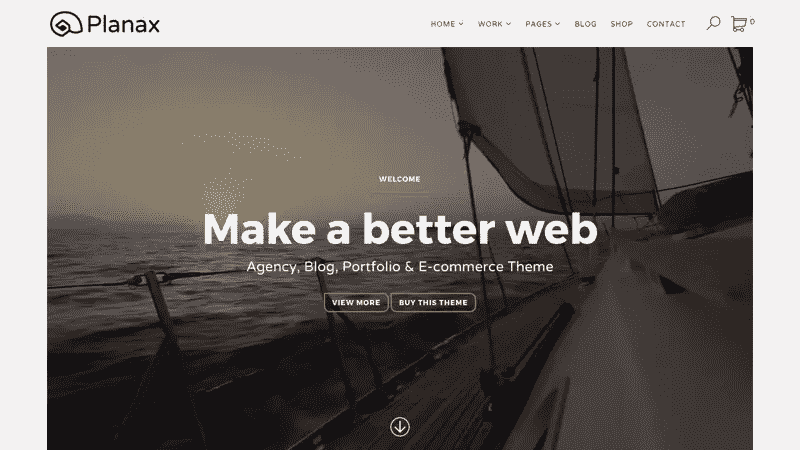 Planax
HOME WORK PAGES BLOG SHOP CONTACT 0
WELCOME
Make a better web
Agency, Blog, Portfolio & E-commerce Theme
VIEW MORE BUY THIS THEME